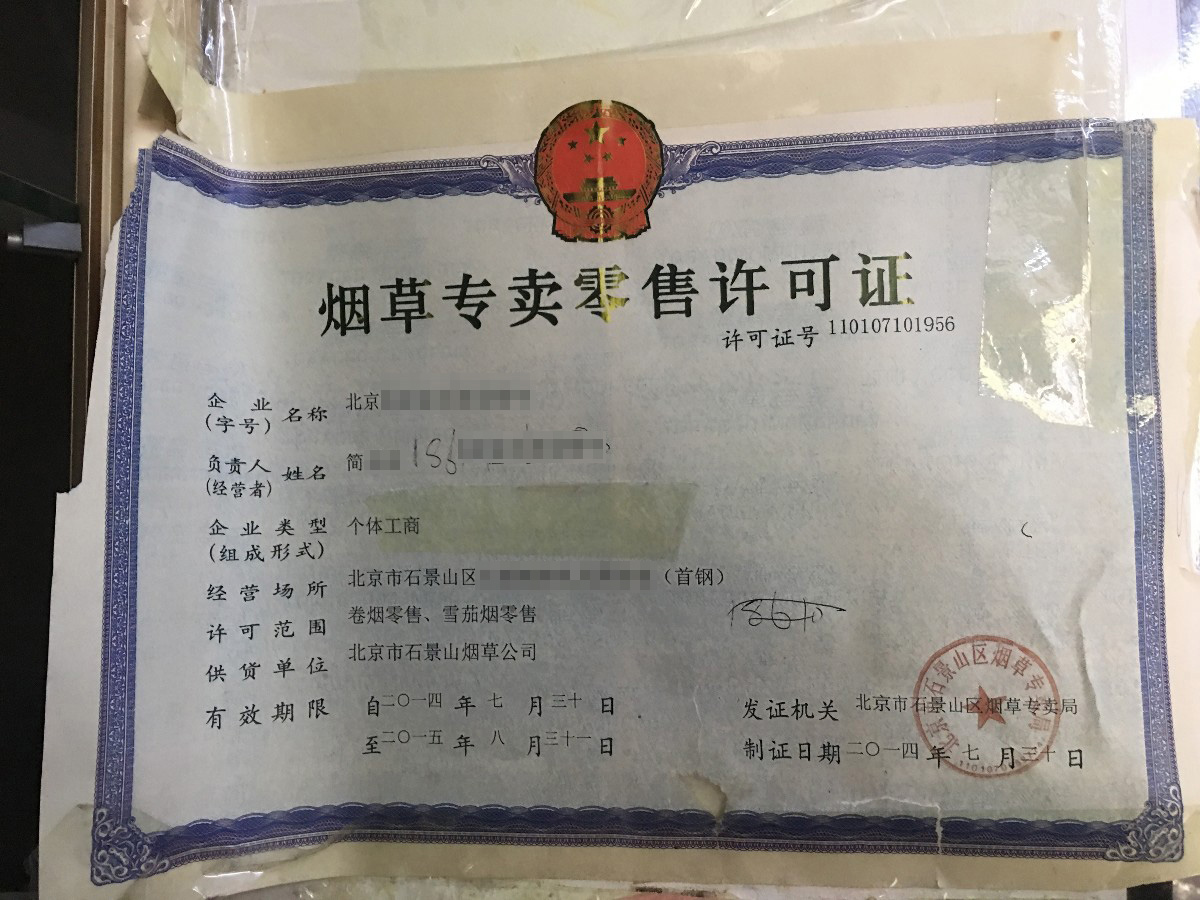 烟草专卖零售许可证
许可证号 110107101956
企业(字号)名称 北京
负责人(经营者)姓名 简 186
企业类型(组成形式) 个体工商
经营场所 北京市石景山区 (首钢)
许可范围 卷烟零售、雪茄烟零售
供货单位 北京市石景山烟草公司
有效期限 自二〇一四年七月三十日
至二〇一五年八月三十一日
发证机关 北京市石景山区烟草专卖局
制证日期 二〇一四年七月三十日